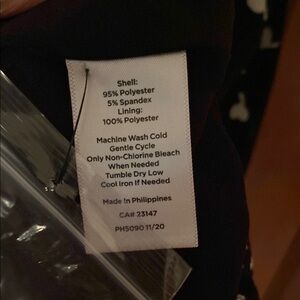 Shell:
95% Polyester
5% Spandex
Lining:
100% Polyester
Machine Wash Cold
Gentle Cycle
Only Non-Chlorine Bleach
When Needed
Tumble Dry Low
Cool Iron If Needed
Made in Philippines
CA# 23147
PH5090 11/20